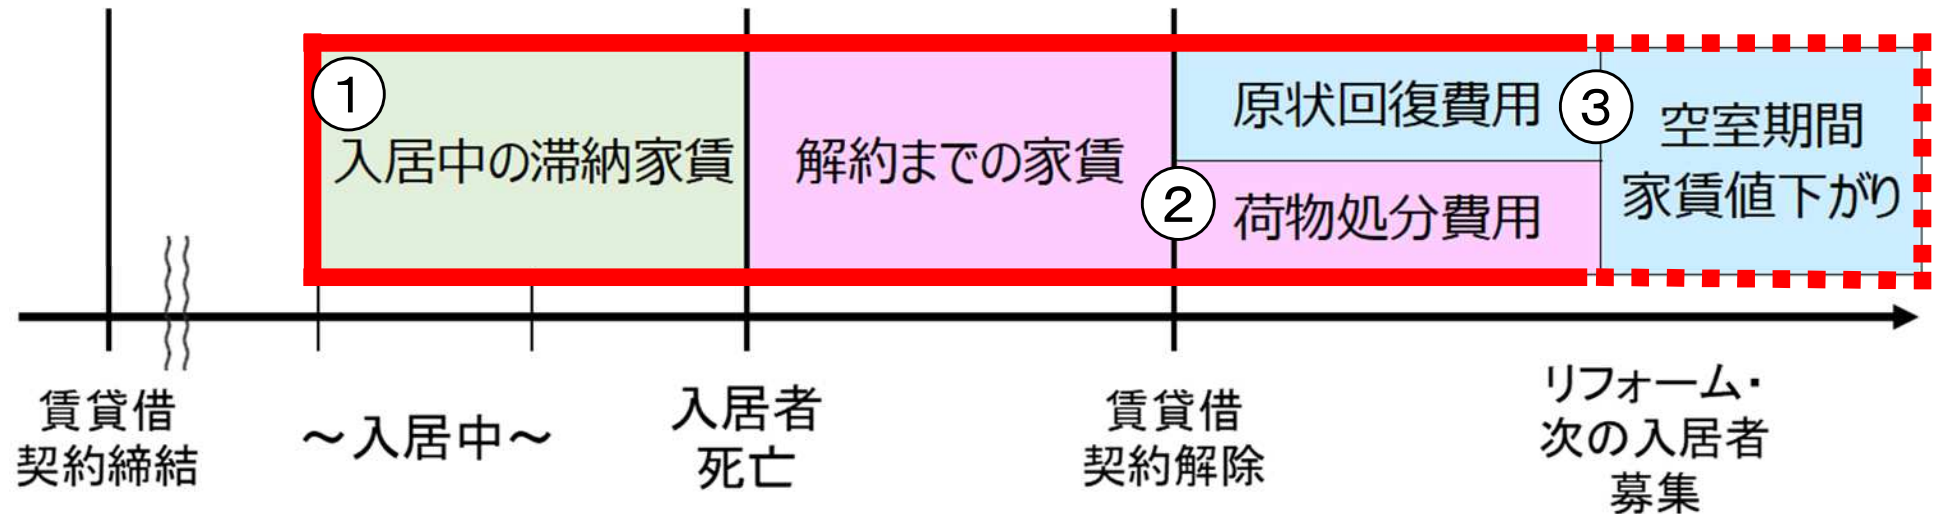 ①
入居中の滞納家賃
解約までの家賃
原状回復費用
②
荷物処分費用
③
空室期間
家賃値下がり
賃貸借
契約締結
～入居中～
入居者
死亡
賃貸借
契約解除
リフォーム・
次の入居者
募集